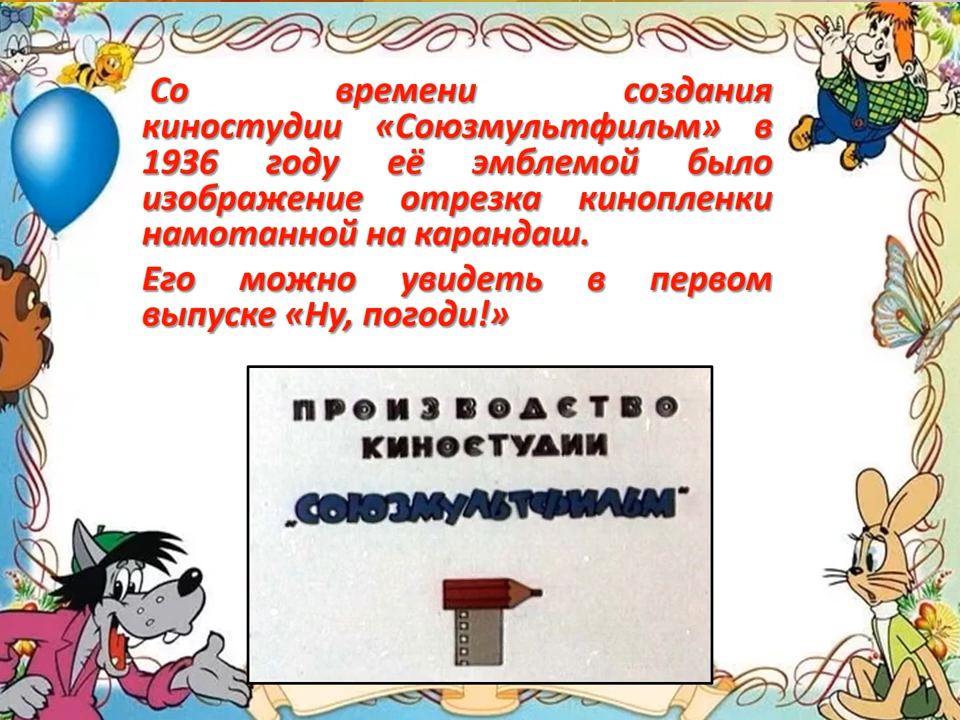 Со времени создания
киностудии «Союзмультфильм» в
1936 году её эмблемой было
изображение отрезка кинопленки
намотанной на карандаш.
Его можно увидеть в первом
выпуске «Ну, погоди!»
ПРОИЗВОДСТВО
КИНОСТУДИИ
„СОЮЗМУЛЬТФИЛЬМ"